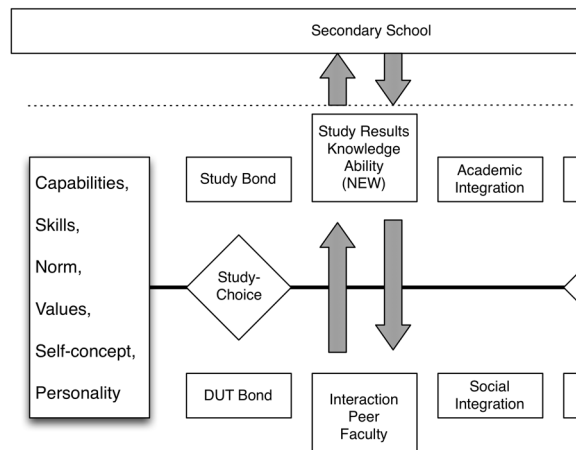 Secondary School
Study Results
Knowledge
Ability
(NEW)
Study Bond
Academic
Integration
Capabilities,
Skills,
Norm,
Values,
Self-concept,
Personality
Study-
Choice
DUT Bond
Interaction
Peer
Faculty
Social
Integration